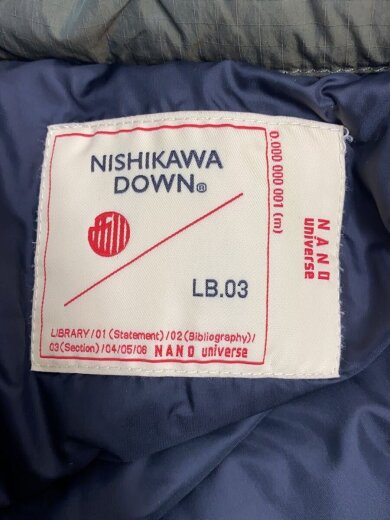 NISHIKAWA
DOWN®
LB.03
LIBRARY/01 (Statement)/02 (Bibliography)/
03(Section)/04/05/06 NANO universe
0.000 000 001 (m)
NANO
universe